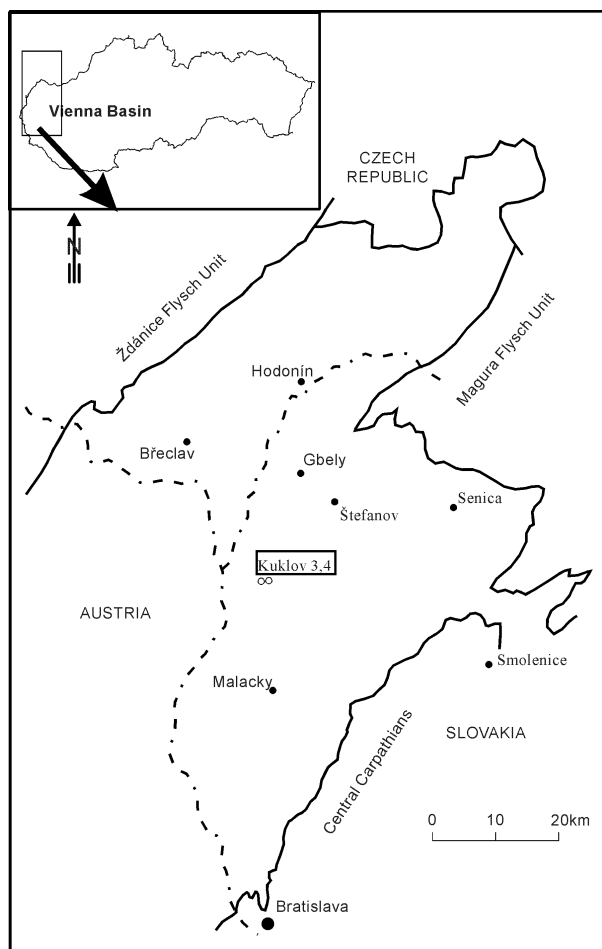 Vienna Basin
CZECH
REPUBLIC
N
Ždánice Flysch Unit
Magura Flysch Unit
Hodonín
Břeclav
Gbely
Štefanov
Senica
Kuklov 3,4
AUSTRIA
Smolenice
Malacky
SLOVAKIA
Central Carpathians
0 10 20km
Bratislava